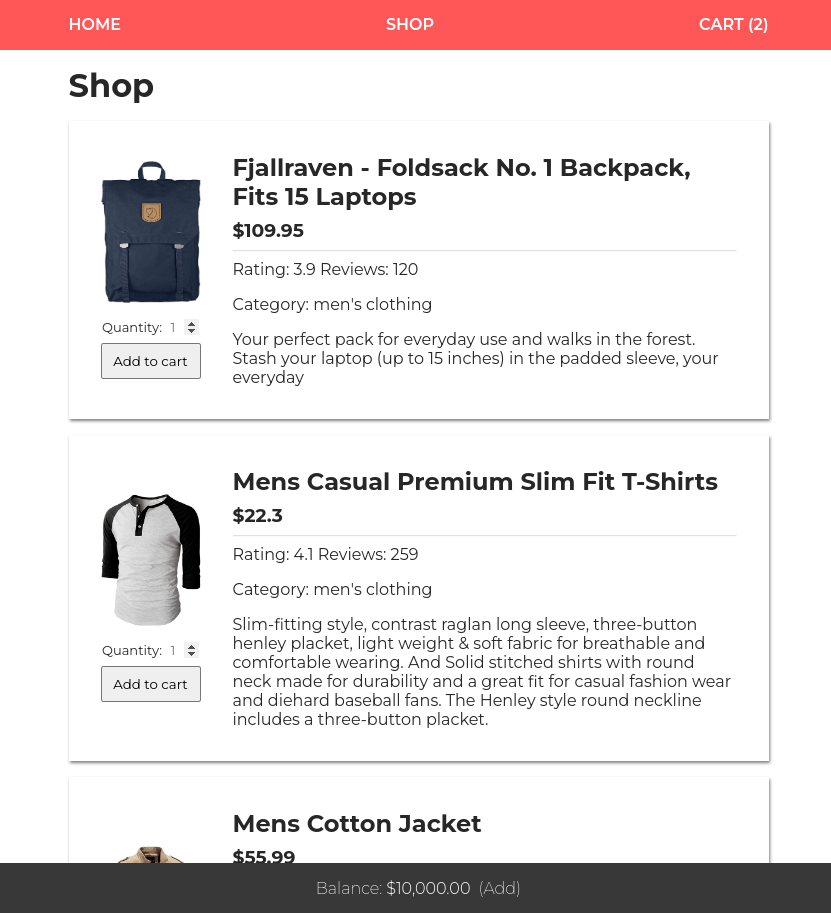 HOME SHOP CART (2)
Shop
Fjallraven - Foldsack No. 1 Backpack,
Fits 15 Laptops
$109.95
Rating: 3.9 Reviews: 120
Category: men's clothing
Your perfect pack for everyday use and walks in the forest.
Stash your laptop (up to 15 inches) in the padded sleeve, your
everyday
Quantity: 1
Add to cart
Mens Casual Premium Slim Fit T-Shirts
$22.3
Rating: 4.1 Reviews: 259
Category: men's clothing
Slim-fitting style, contrast raglan long sleeve, three-button
henley placket, light weight & soft fabric for breathable and
comfortable wearing. And Solid stitched shirts with round
neck made for durability and a great fit for casual fashion wear
and diehard baseball fans. The Henley style round neckline
includes a three-button placket.
Quantity: 1
Add to cart
Mens Cotton Jacket
$55.99
Balance: $10,000.00 (Add)